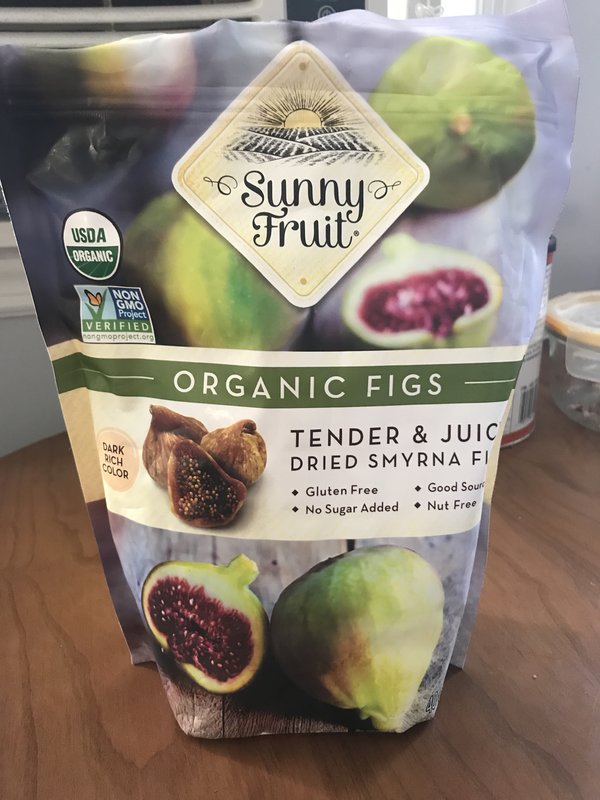 Sunny
Fruit®
USDA
ORGANIC
NON
GMO
Project
VERIFIED
nongmoproject.org
ORGANIC FIGS
DARK
RICH
COLOR
TENDER & JUIC
DRIED SMYRNA FI
Gluten Free
Good Sourc
No Sugar Added
Nut Free